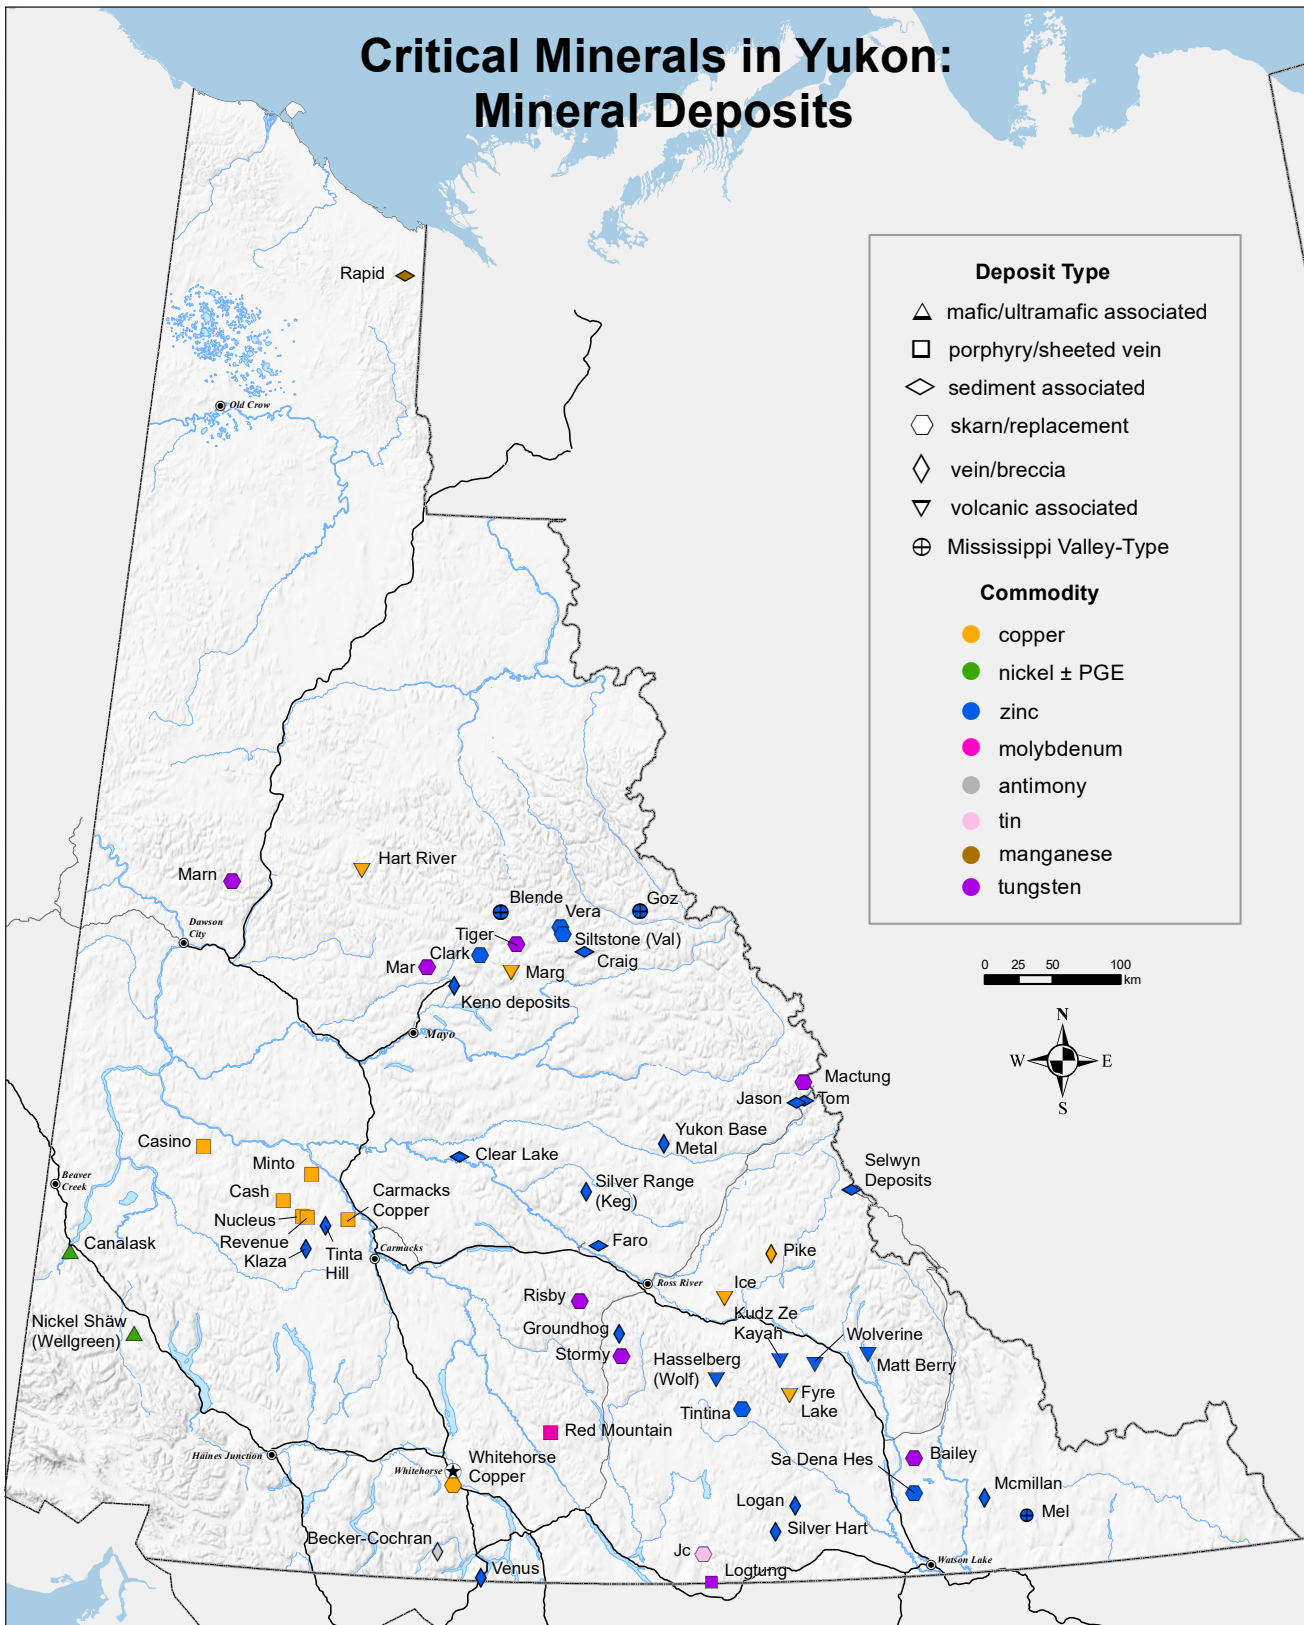 Critical Minerals in Yukon:
Mineral Deposits
Deposit Type
mafic/ultramafic associated
porphyry/sheeted vein
sediment associated
skarn/replacement
vein/breccia
volcanic associated
Mississippi Valley-Type
Commodity
copper
nickel ± PGE
zinc
molybdenum
antimony
tin
manganese
tungsten
0 25 50 100
km
N
W E
S
Rapid
Old Crow
Hart River
Marn
Dawson
City
Blende
Goz
Vera
Tiger
Siltstone (Val)
Clark
Craig
Mar
Marg
Keno deposits
Mayo
Mactung
Jason
Tom
Yukon Base
Metal
Casino
Clear Lake
Selwyn
Deposits
Minto
Beaver
Creek
Silver Range
(Keg)
Cash
Carmacks
Copper
Nucleus
Revenue
Klaza
Tinta
Hill
Canalask
Carmacks
Faro
Pike
Ross River
Ice
Risby
Kudz Ze
Kayah
Nickel Shäw
(Wellgreen)
Groundhog
Wolverine
Stormy
Hasselberg
(Wolf)
Matt Berry
Fyre
Lake
Tintina
Red Mountain
Haines Junction
Whitehorse
Whitehorse
Copper
Sa Dena Hes
Bailey
Mcmillan
Logan
Mel
Silver Hart
Becker-Cochran
Jc
Venus
Logtung
Watson Lake